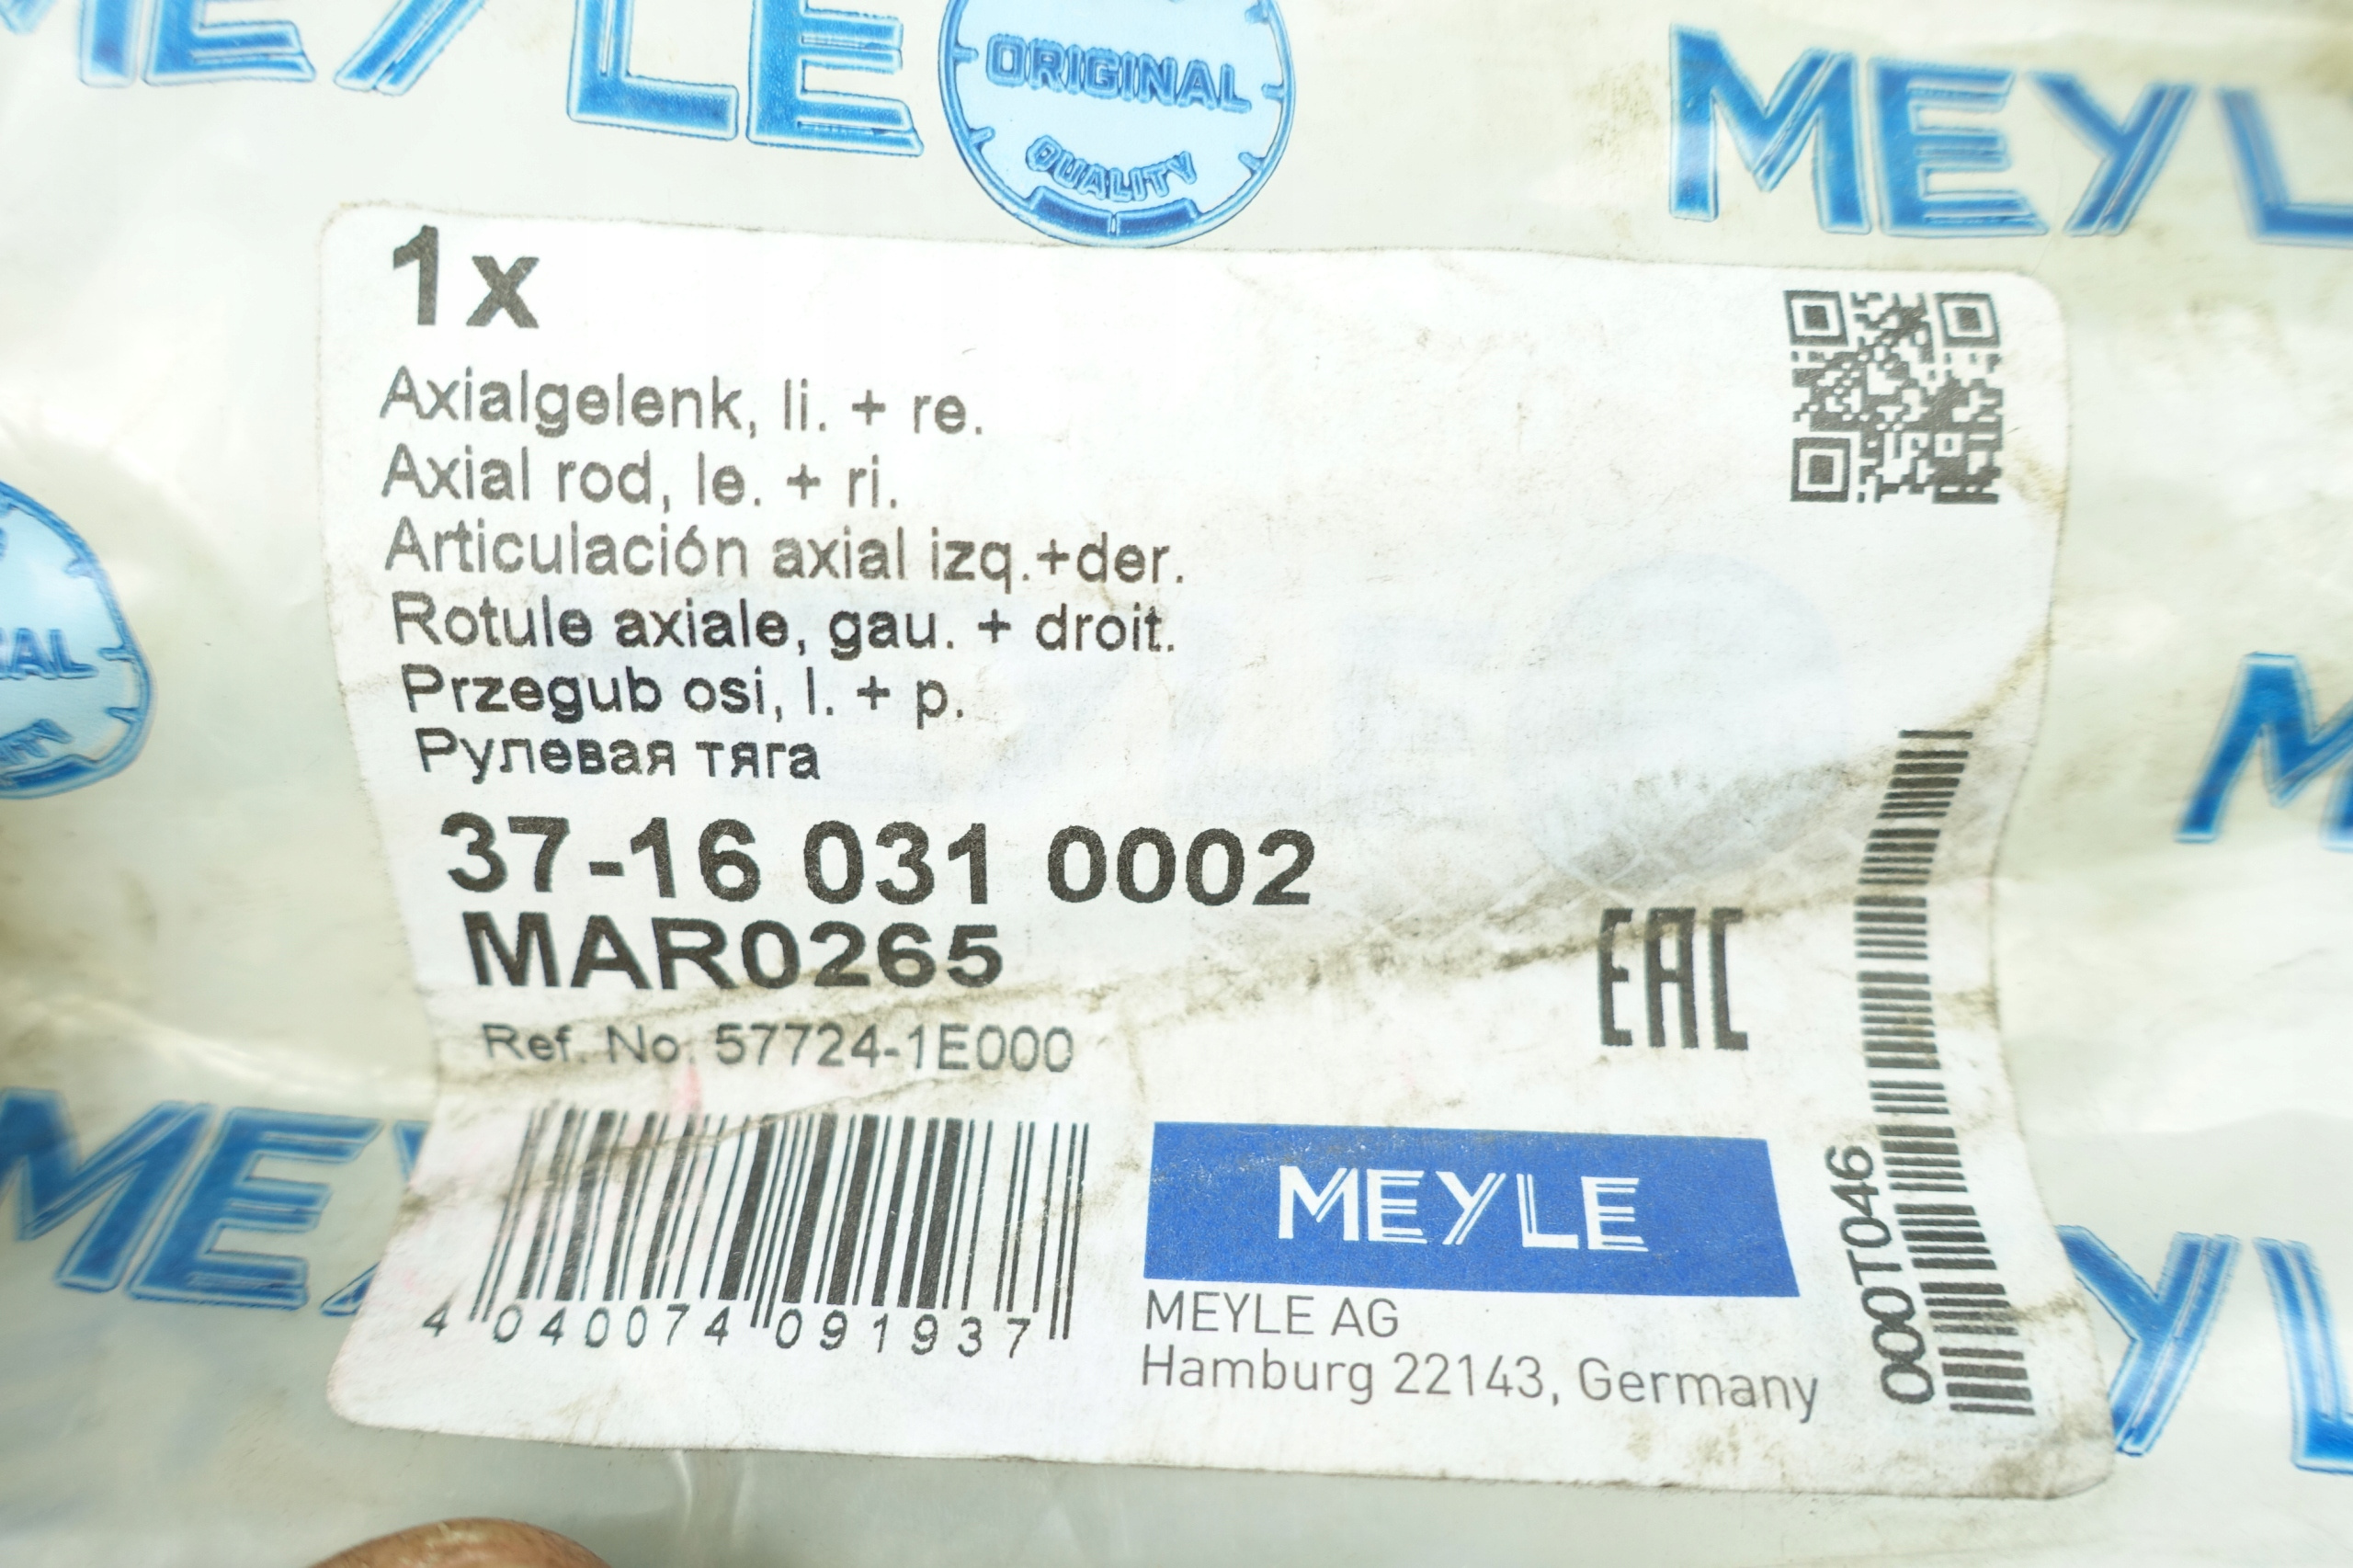 MEYLE
ORIGINAL
QUALITY
MEYL
1x
Axialgelenk, li. + re.
Axial rod, le. + ri.
Articulación axial izq.+der.
Rotule axiale, gau. + droit.
Przegub osi, l. + p.
Рулевая тяга
37-16 031 0002
MAR0265
Ref. No. 57724-1E000
EAC
4 040074 091937
MEYLE
MEYLE AG
Hamburg 22143, Germany
000T046